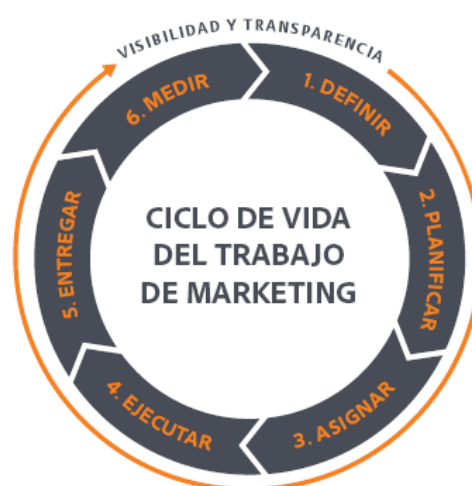 VISIBILIDAD Y TRANSPARENCIA
1. DEFINIR
2. PLANIFICAR
3. ASIGNAR
4. EJECUTAR
5. ENTREGAR
6. MEDIR
CICLO DE VIDA
DEL TRABAJO
DE MARKETING